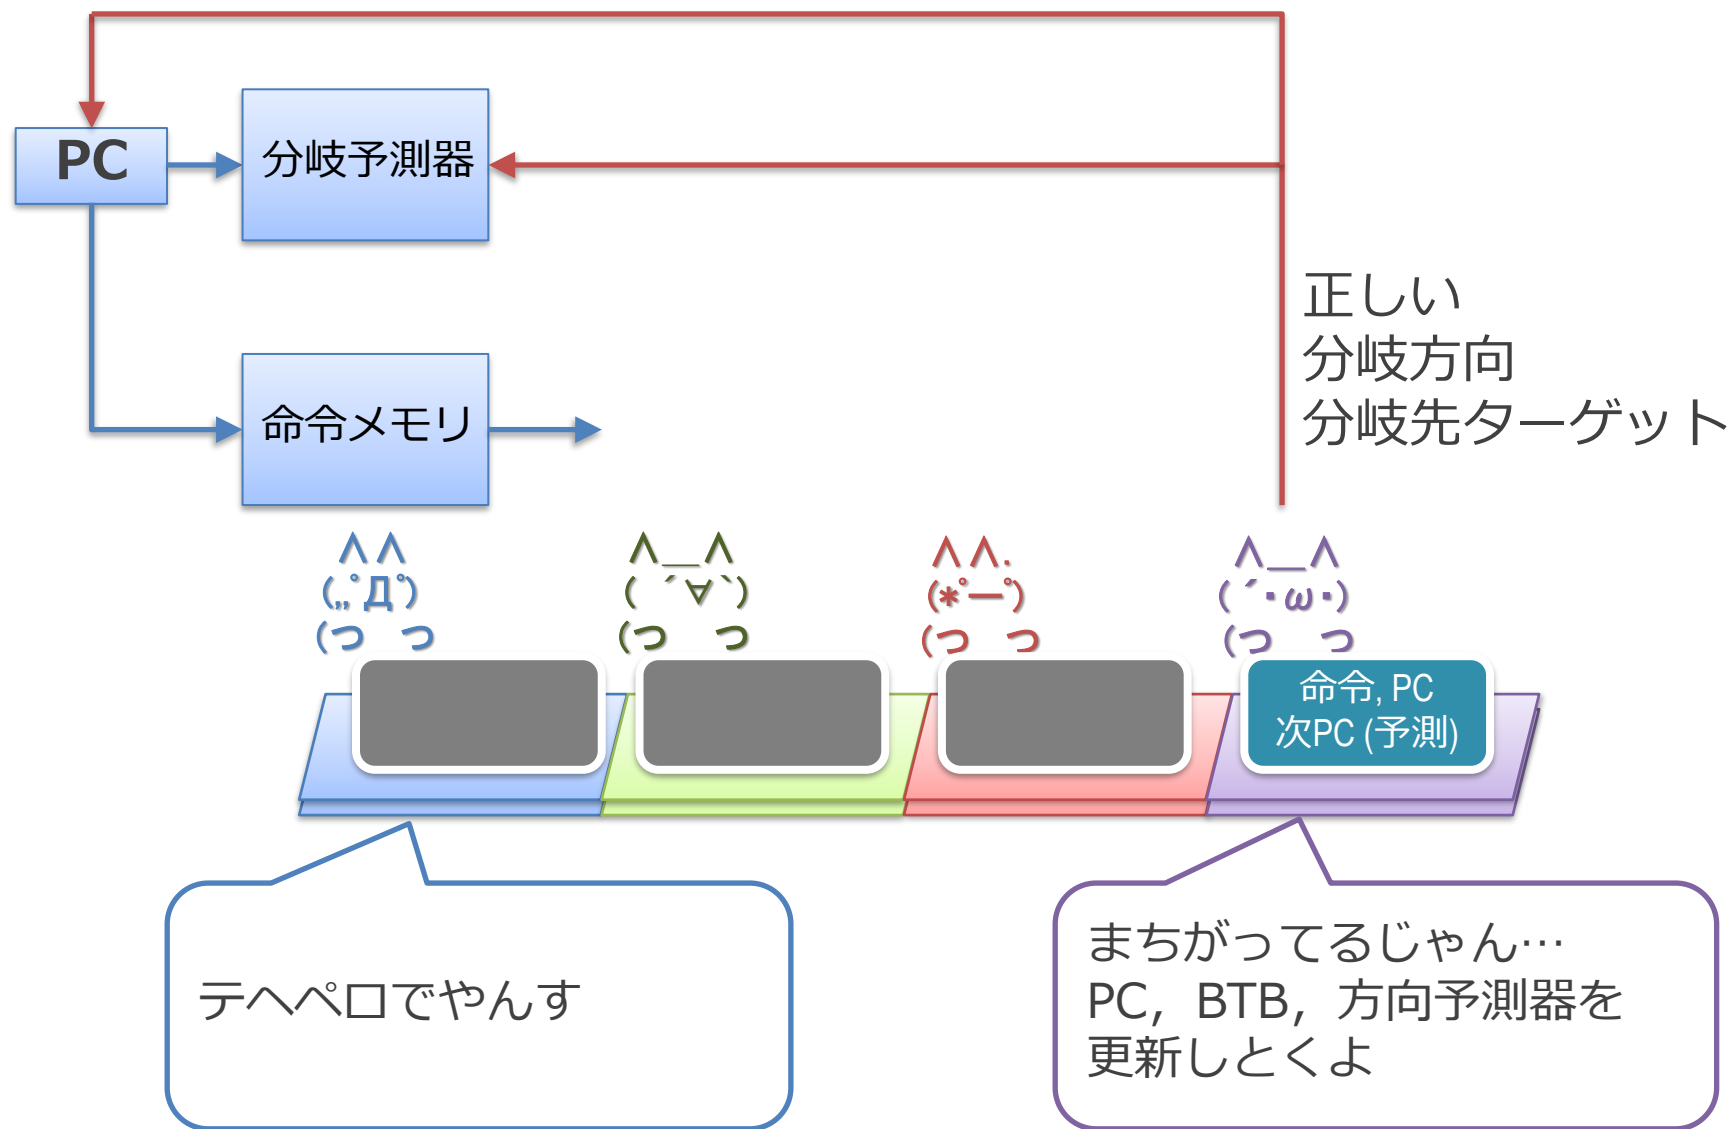 PC
分岐予測器
命令メモリ
正しい
分岐方向
分岐先ターゲット
∧ ∧
(,,ﾟДﾟ)
(つ　つ
∧＿∧
( ´∀｀)
(つ　つ
∧ ∧.
(*ﾟーﾟ)
(つ　つ
∧＿∧
( ´・ω・)
(つ　つ
命令, PC
次PC (予測)
テヘペロでやんす
まちがってるじゃん…
PC，BTB，方向予測器を
更新しとくよ